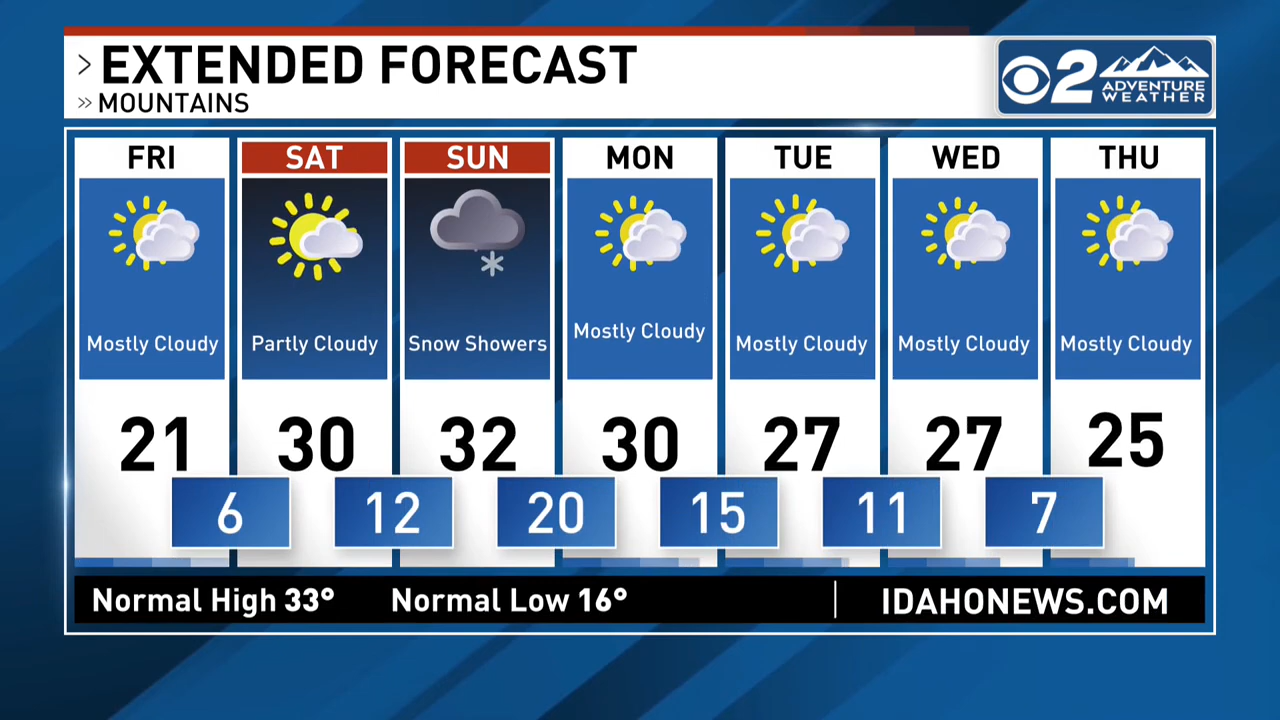 > EXTENDED FORECAST
» MOUNTAINS
2 ADVENTURE
WEATHER
FRI SAT SUN MON TUE WED THU
Mostly Cloudy Partly Cloudy Snow Showers Mostly Cloudy Mostly Cloudy Mostly Cloudy Mostly Cloudy
21 30 32 30 27 27 25
6 12 20 15 11 7
Normal High 33° Normal Low 16° IDAHONEWS.COM